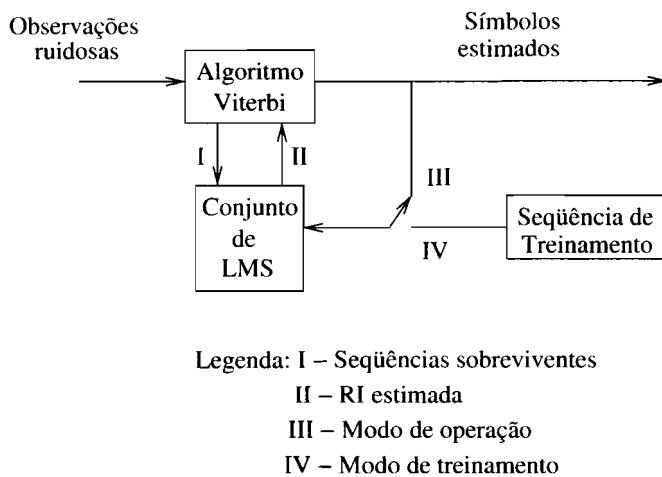 Observações
ruidosas
Símbolos
estimados
Algoritmo
Viterbi
I
II
III
Conjunto
de
LMS
IV
Seqüência de
Treinamento
Legenda: I – Seqüências sobreviventes
II – RI estimada
III – Modo de operação
IV – Modo de treinamento